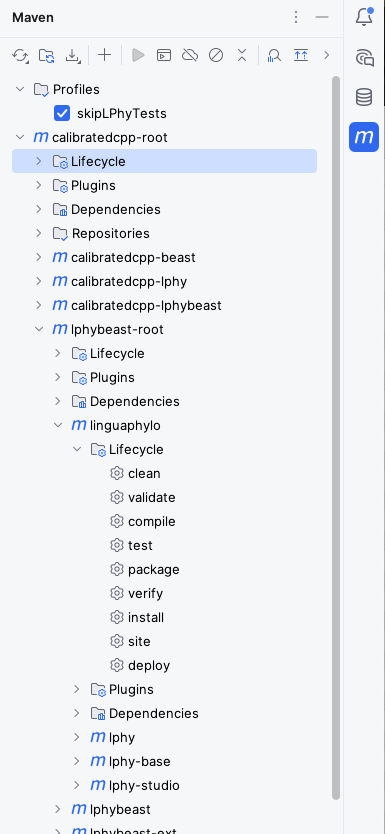 Maven
Profiles
skipLPhyTests
m calibratedcpp-root
Lifecycle
Plugins
Dependencies
Repositories
m calibratedcpp-beast
m calibratedcpp-lphy
m calibratedcpp-lphybeast
m lphybeast-root
Lifecycle
Plugins
Dependencies
m linguaphylo
Lifecycle
clean
validate
compile
test
package
verify
install
site
deploy
Plugins
Dependencies
m lphy
m lphy-base
m lphy-studio
m lphybeast
m lphybeast-ext
m